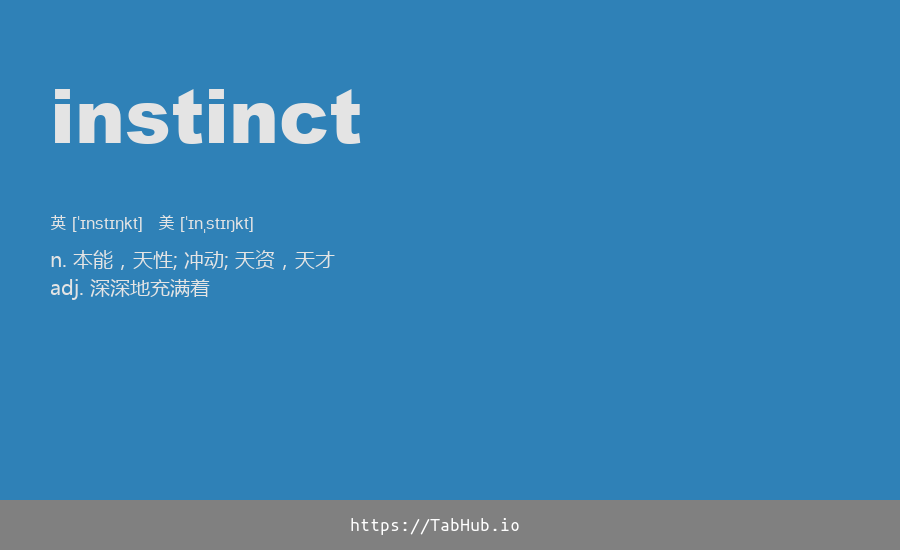 instinct
英 [ˈɪnstɪŋkt] 美 [ˈɪnˌstɪŋkt]
n. 本能，天性; 冲动; 天资，天才
adj. 深深地充满着
https://TabHub.io